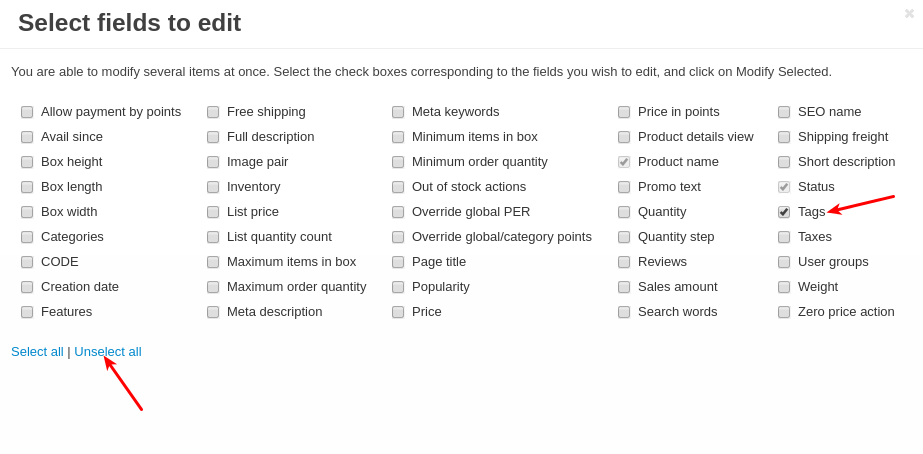 Select fields to edit
You are able to modify several items at once. Select the check boxes corresponding to the fields you wish to edit, and click on Modify Selected.
Allow payment by points Free shipping Meta keywords Price in points SEO name
Avail since Full description Minimum items in box Product details view Shipping freight
Box height Image pair Minimum order quantity Product name Short description
Box length Inventory Out of stock actions Promo text Status
Box width List price Override global PER Quantity Tags
Categories List quantity count Override global/category points Quantity step Taxes
CODE Maximum items in box Page title Reviews User groups
Creation date Maximum order quantity Popularity Sales amount Weight
Features Meta description Price Search words Zero price action
Select all | Unselect all